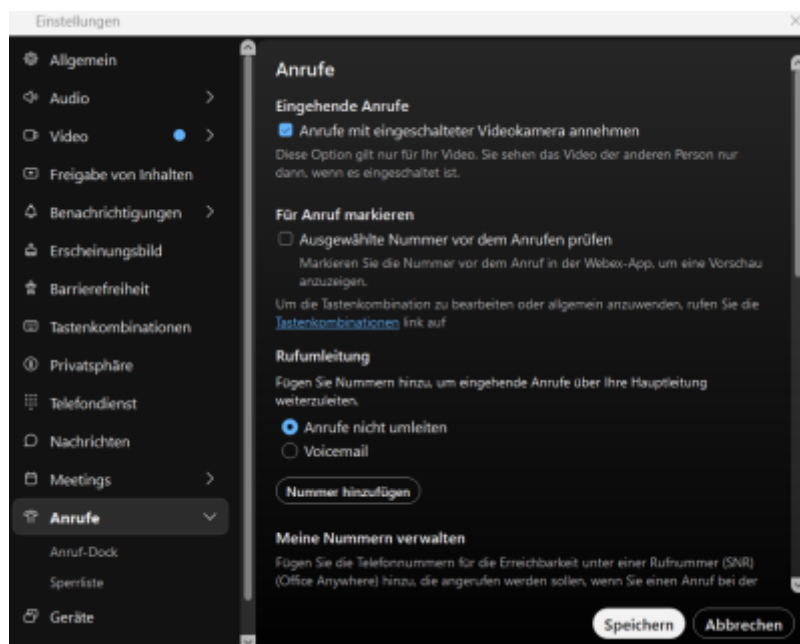 Einstellungen
Allgemein
Audio
Video
Freigabe von Inhalten
Benachrichtigungen
Erscheinungsbild
Barrierefreiheit
Tastenkombinationen
Privatsphäre
Telefondienst
Nachrichten
Meetings
Anrufe
Anruf-Dock
Sperrliste
Geräte
Anrufe
Eingehende Anrufe
Anrufe mit eingeschalteter Videokamera annehmen
Diese Option gilt nur für Ihr Video. Sie sehen das Video der anderen Person nur
dann, wenn es eingeschaltet ist.
Für Anruf markieren
Ausgewählte Nummer vor dem Anrufen prüfen
Markieren Sie die Nummer vor dem Anruf in der Webex-App, um eine Vorschau
anzuzeigen.
Um die Tastenkombination zu bearbeiten oder allgemein anzuwenden, rufen Sie die
Tastenkombinationen link auf
Rufumleitung
Fügen Sie Nummern hinzu, um eingehende Anrufe über Ihre Hauptleitung
weiterzuleiten.
Anrufe nicht umleiten
Voicemail
Nummer hinzufügen
Meine Nummern verwalten
Fügen Sie die Telefonnummern für die Erreichbarkeit unter einer Rufnummer (SNR)
(Office Anywhere) hinzu, die angerufen werden sollen, wenn Sie einen Anruf bei der
Speichern
Abbrechen